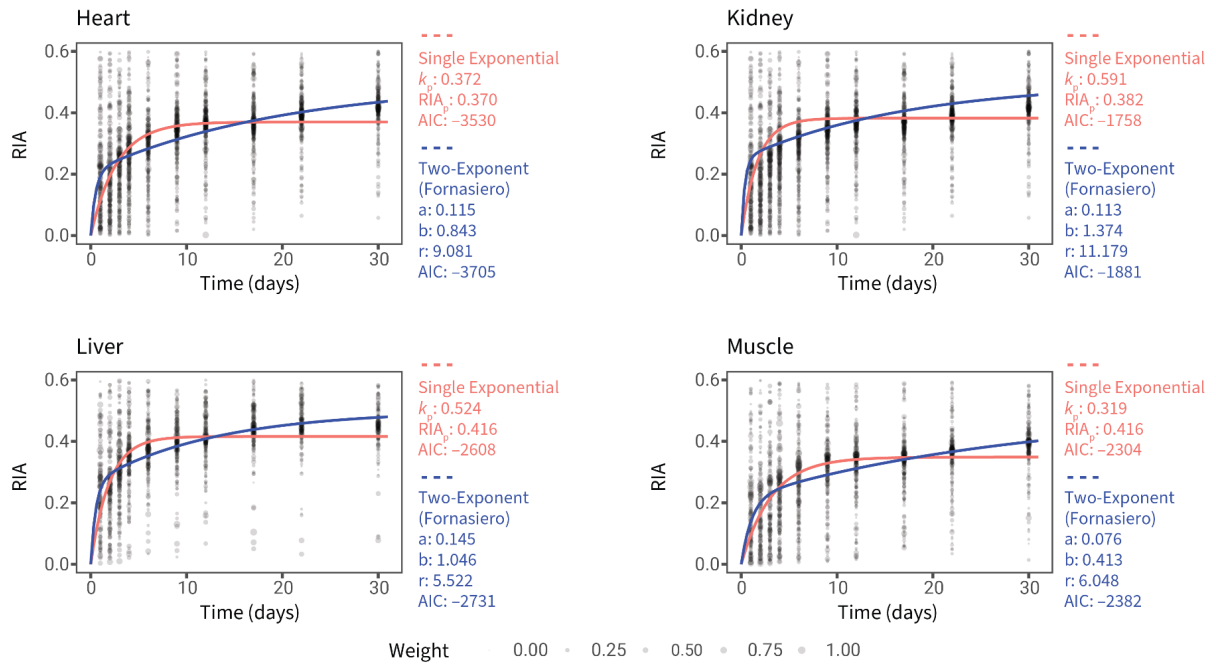 Heart
RIA
0.6
0.4
0.2
0.0
0 10 20 30
Time (days)
Single Exponential
kp: 0.372
RIAp: 0.370
AIC: –3530
Two-Exponent
(Fornasiero)
a: 0.115
b: 0.843
r: 9.081
AIC: –3705
Kidney
RIA
0.6
0.4
0.2
0.0
0 10 20 30
Time (days)
Single Exponential
kp: 0.591
RIAp: 0.382
AIC: –1758
Two-Exponent
(Fornasiero)
a: 0.113
b: 1.374
r: 11.179
AIC: –1881
Liver
RIA
0.6
0.4
0.2
0.0
0 10 20 30
Time (days)
Single Exponential
kp: 0.524
RIAp: 0.416
AIC: –2608
Two-Exponent
(Fornasiero)
a: 0.145
b: 1.046
r: 5.522
AIC: –2731
Muscle
RIA
0.6
0.4
0.2
0.0
0 10 20 30
Time (days)
Single Exponential
kp: 0.319
RIAp: 0.416
AIC: –2304
Two-Exponent
(Fornasiero)
a: 0.076
b: 0.413
r: 6.048
AIC: –2382
Weight 0.00 0.25 0.50 0.75 1.00